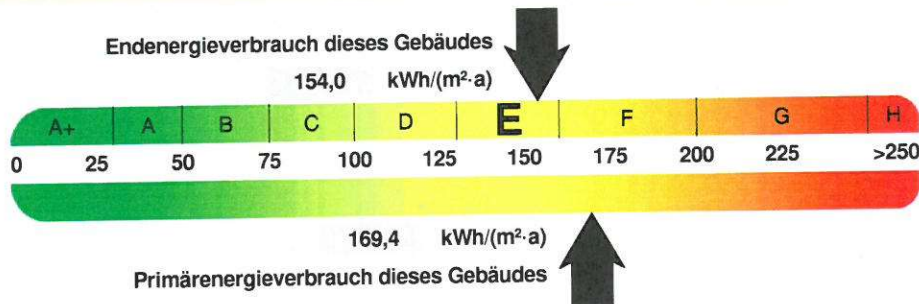 Endenergieverbrauch dieses Gebäudes
154,0 kWh/(m²·a)
A+ A B C D E F G H
0 25 50 75 100 125 150 175 200 225 >250
169,4 kWh/(m²·a)
Primärenergieverbrauch dieses Gebäudes